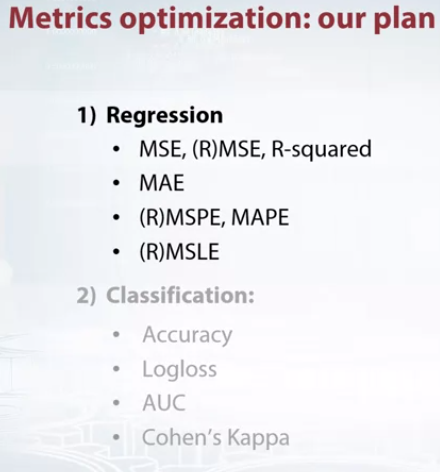 Metrics optimization: our plan
1) Regression
• MSE, (R)MSE, R-squared
• MAE
• (R)MSPE, MAPE
• (R)MSLE
2) Classification:
• Accuracy
• Logloss
• AUC
• Cohen's Kappa